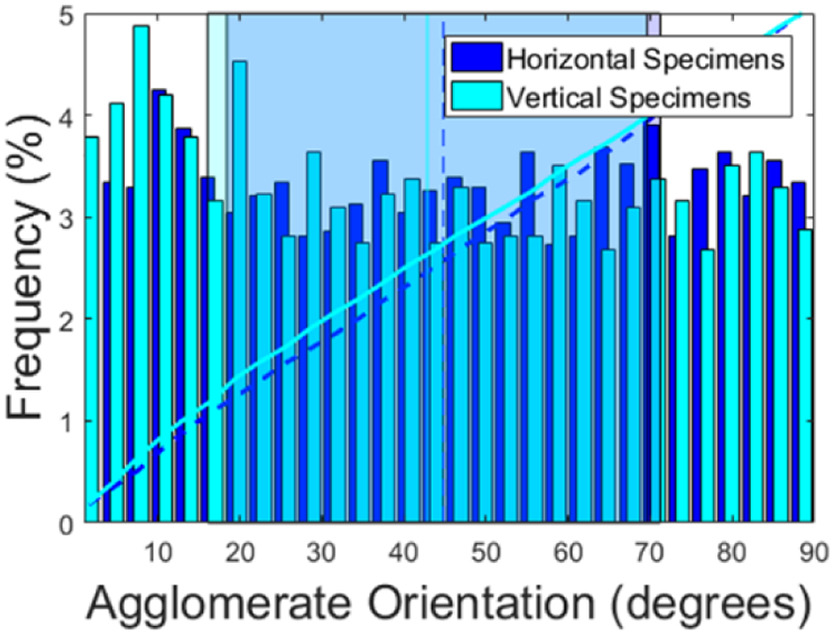 5
4
3
2
1
0
Frequency (%)
Horizontal Specimens
Vertical Specimens
10 20 30 40 50 60 70 80 90
Agglomerate Orientation (degrees)